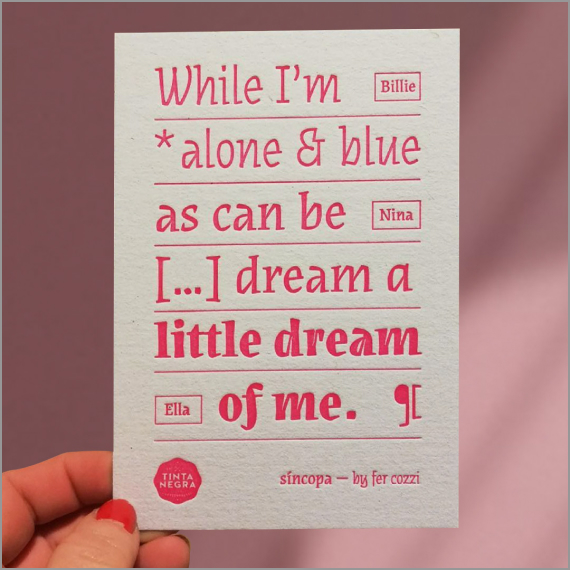 While I'm Billie
*alone & blue
as can be Nina
[...] dream a
little dream
Ella of me. ¶[
TINTA
NEGRA
síncopa — by fer cozzi